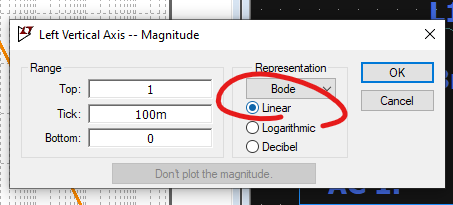 Left Vertical Axis -- Magnitude
Range
Top: 1
Tick: 100m
Bottom: 0
Representation
Bode
Linear
Logarithmic
Decibel
OK
Cancel
Don't plot the magnitude.